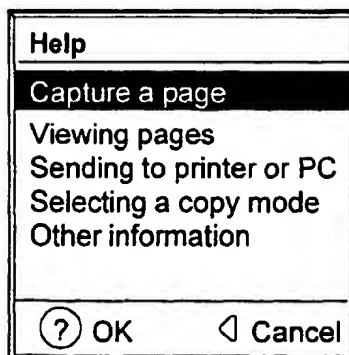 Help
Capture a page
Viewing pages
Sending to printer or PC
Selecting a copy mode
Other information
? OK ◁ Cancel